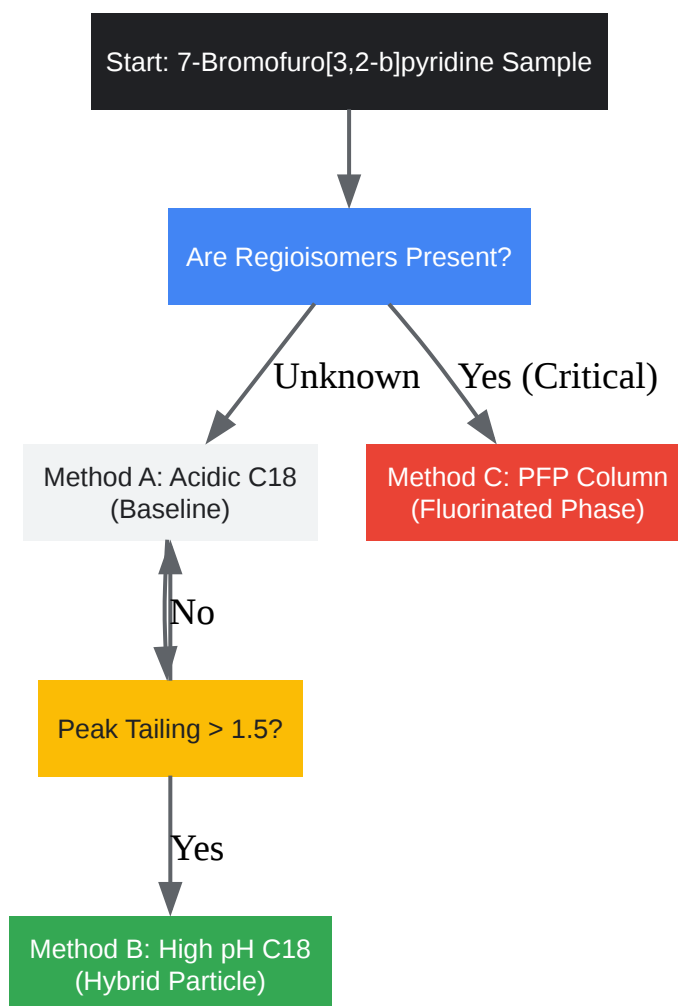 Start: 7-Bromofuro[3,2-b]pyridine Sample
Are Regioisomers Present?
Unknown
Yes (Critical)
Method A: Acidic C18
(Baseline)
Method C: PFP Column
(Fluorinated Phase)
No
Peak Tailing > 1.5?
Yes
Method B: High pH C18
(Hybrid Particle)